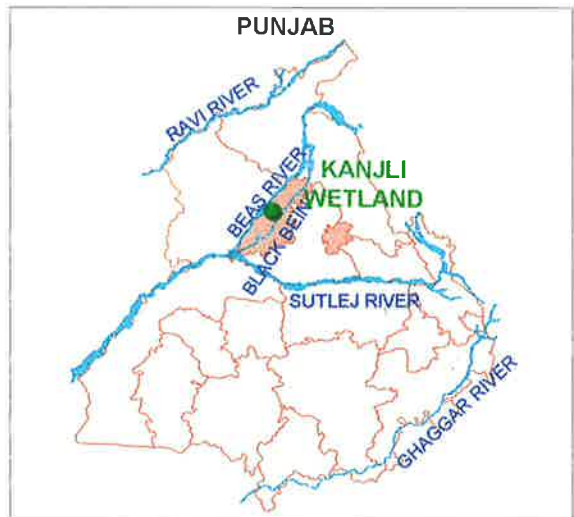 PUNJAB
RAVI RIVER
BEAS RIVER
KANJLI
WETLAND
BLACK BEIN
SUTLEJ RIVER
GHAGGAR RIVER